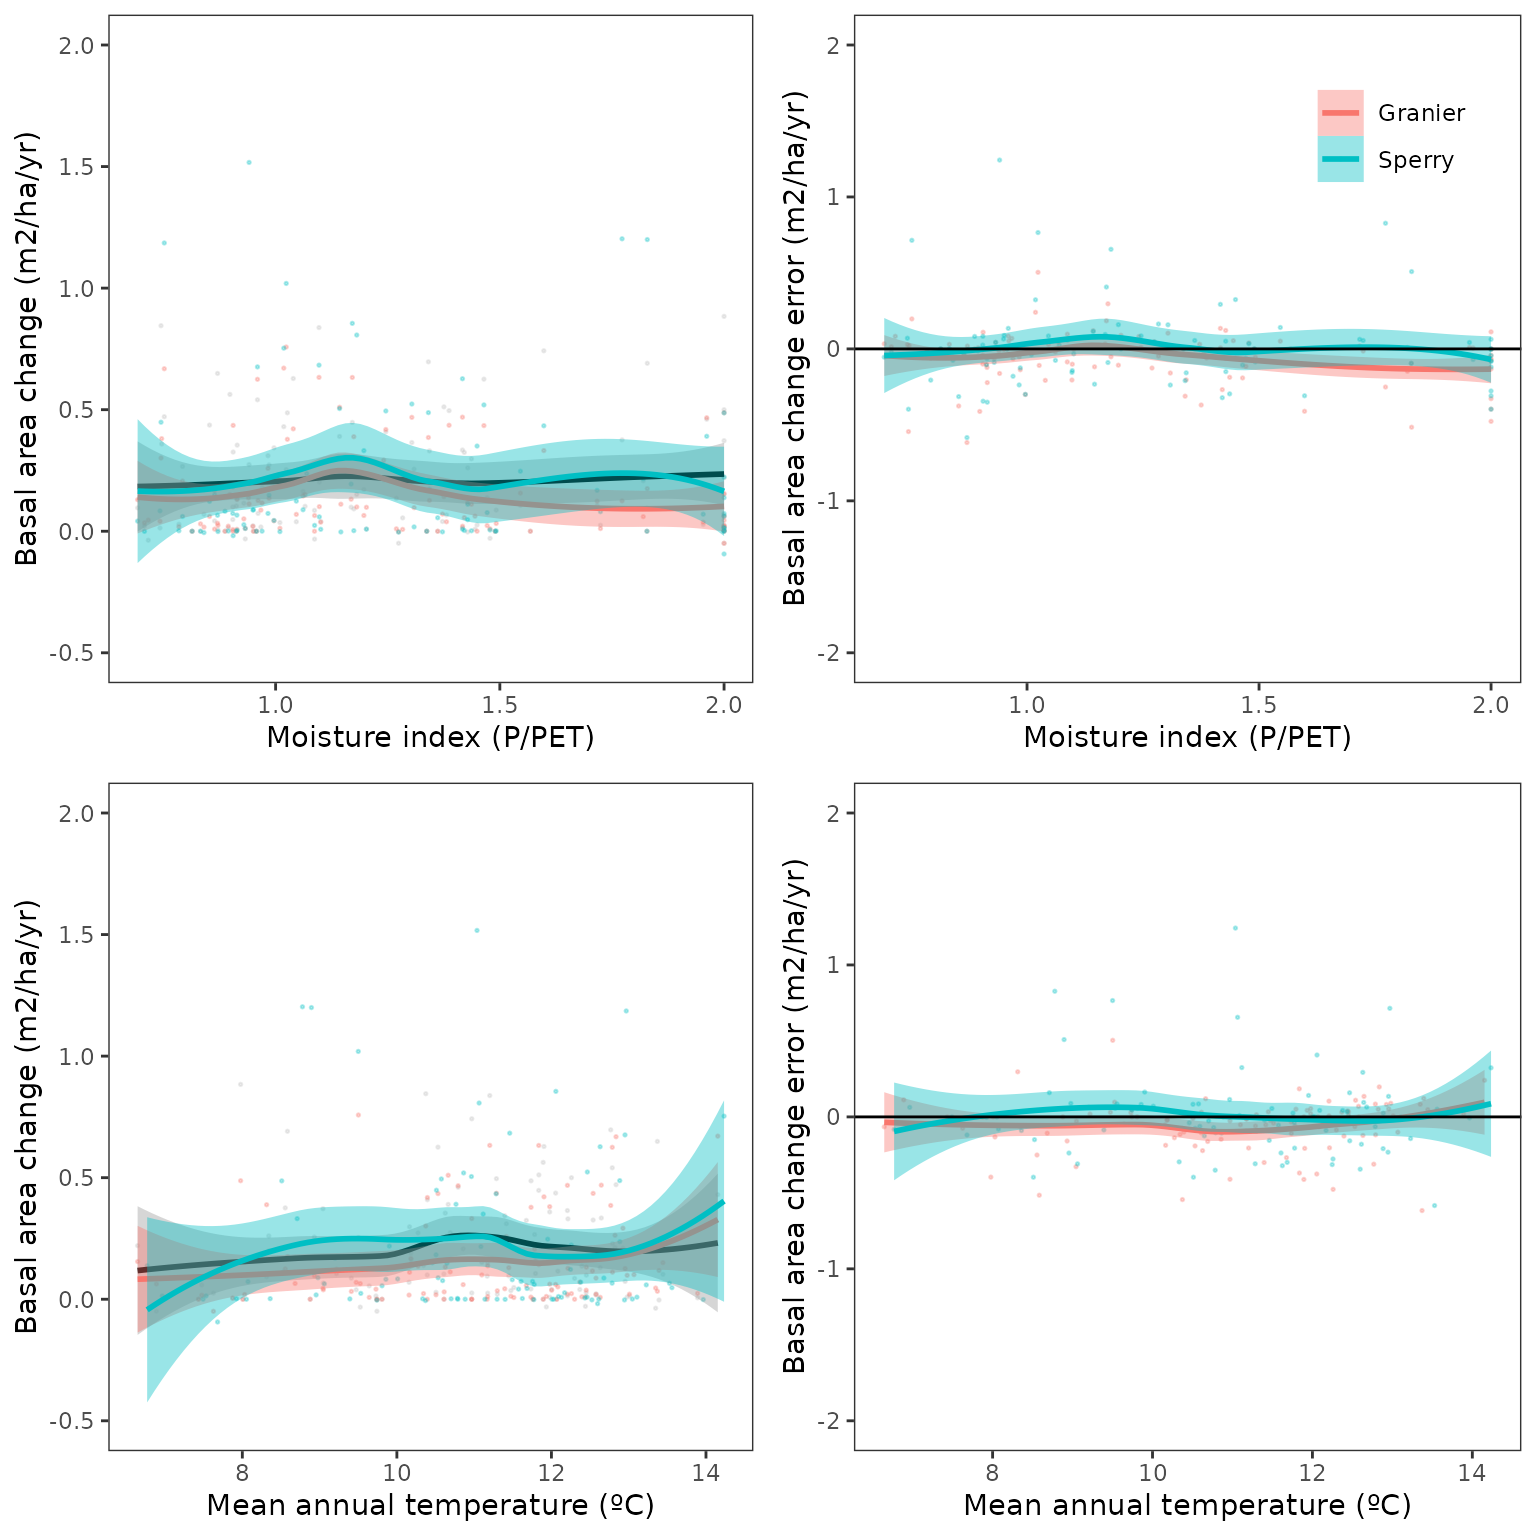 Basal area change (m2/ha/yr)
2.0
1.5
1.0
0.5
0.0
-0.5
1.0 1.5 2.0
Moisture index (P/PET)
Basal area change error (m2/ha/yr)
2
1
0
-1
-2
Granier
Sperry
1.0 1.5 2.0
Moisture index (P/PET)
Basal area change (m2/ha/yr)
2.0
1.5
1.0
0.5
0.0
-0.5
8 10 12 14
Mean annual temperature (ºC)
Basal area change error (m2/ha/yr)
2
1
0
-1
-2
8 10 12 14
Mean annual temperature (ºC)